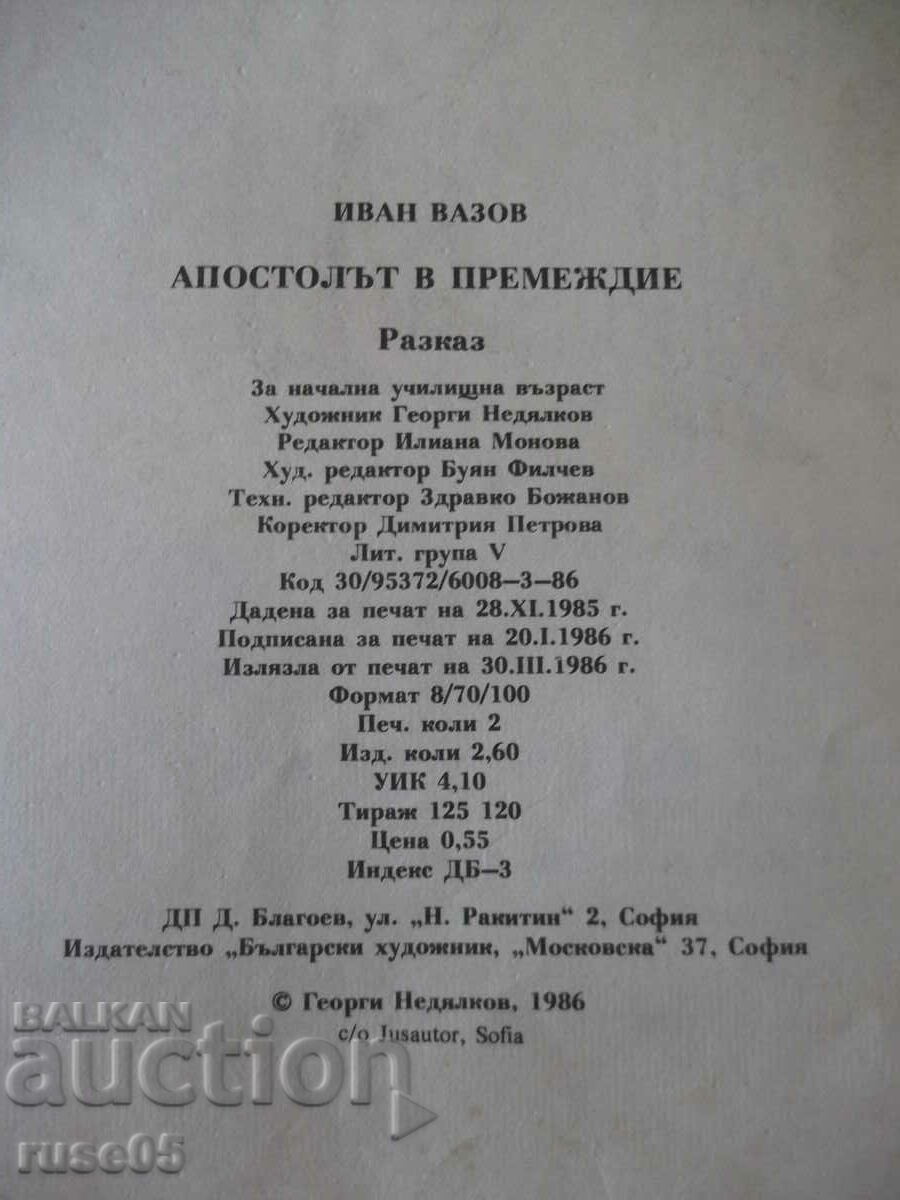 ИВАН ВАЗОВ
АПОСТОЛЪТ В ПРЕМЕЖДИЕ
Разказ
За начална училищна възраст
Художник Георги Недялков
Редактор Илиана Монова
Худ. редактор Буян Филчев
Техн. редактор Здравко Божанов
Коректор Димитрия Петрова
Лит. група V
Код 30/95372/6008—3—86
Дадена за печат на 28.XI.1985 г.
Подписана за печат на 20.I.1986 г.
Излязла от печат на 30.III.1986 г.
Формат 8/70/100
Печ. коли 2
Изд. коли 2,60
УИК 4,10
Тираж 125 120
Цена 0,55
Индекс ДБ—3
ДП Д. Благоев, ул. „Н. Ракитин“ 2, София
Издателство „Български художник, „Московска“ 37, София
© Георги Недялков, 1986
c/o Jusautor, Sofia
BALKAN
auction
ruse05